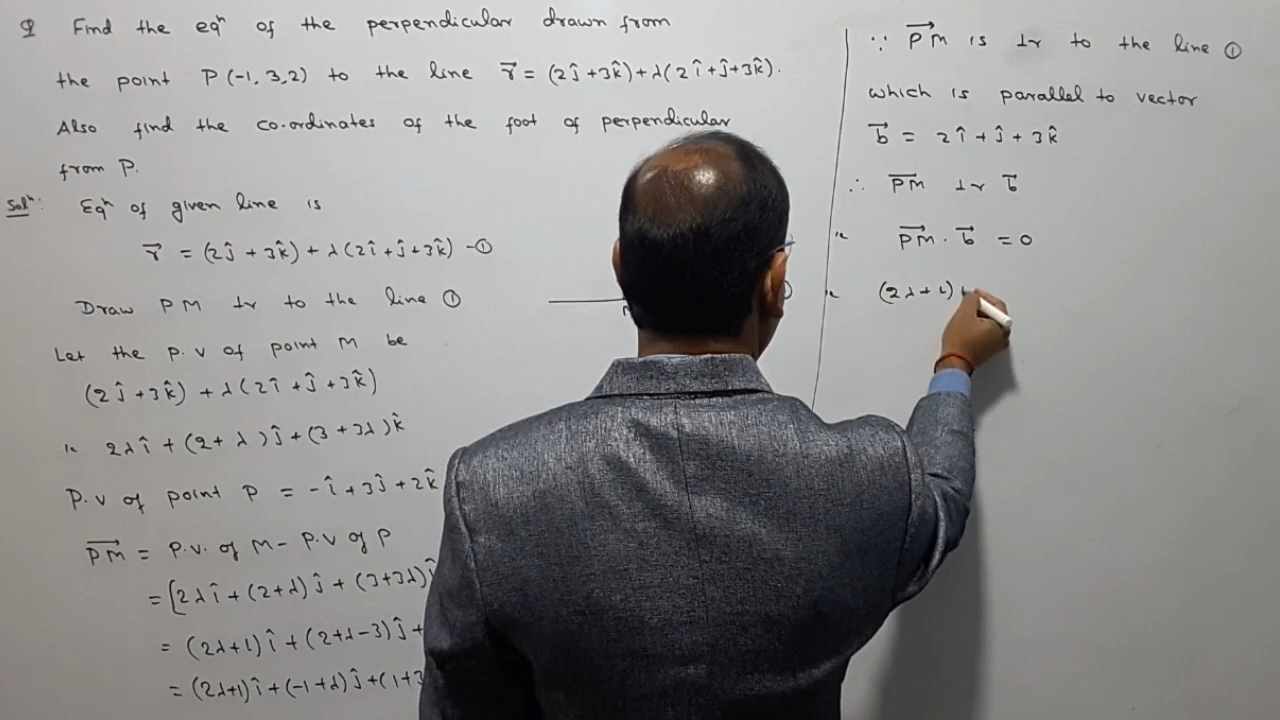 Q Find the eqⁿ of the perpendicular drawn from
the point P(-1,3,2) to the line r⃗ = (2ĵ+3k̂)+λ(2î+ĵ+3k̂).
Also find the co-ordinates of the foot of perpendicular
from P.
Solⁿ: Eqⁿ of given line is
r⃗ = (2ĵ + 3k̂) + λ(2î+ĵ+3k̂) -①
Draw PM ⊥r to the line ①
Let the p.v of point M be
(2ĵ+3k̂) + λ(2î+ĵ+3k̂)
ie 2λî + (2+λ)ĵ + (3+3λ)k̂
P.v of point P = -î+3ĵ+2k̂
PM⃗ = p.v. of M - p.v of P
= [2λî + (2+λ)ĵ + (3+3λ)
= (2λ+1)î + (2+λ-3)ĵ +
= (2λ+1)î + (-1+λ)ĵ + (1+3
∵ PM⃗ is ⊥r to the line ①
which is parallel to vector
b⃗ = 2î+ĵ+3k̂
∴ PM⃗ ⊥r b⃗
ie PM⃗ . b⃗ = 0
ie (2λ+1)